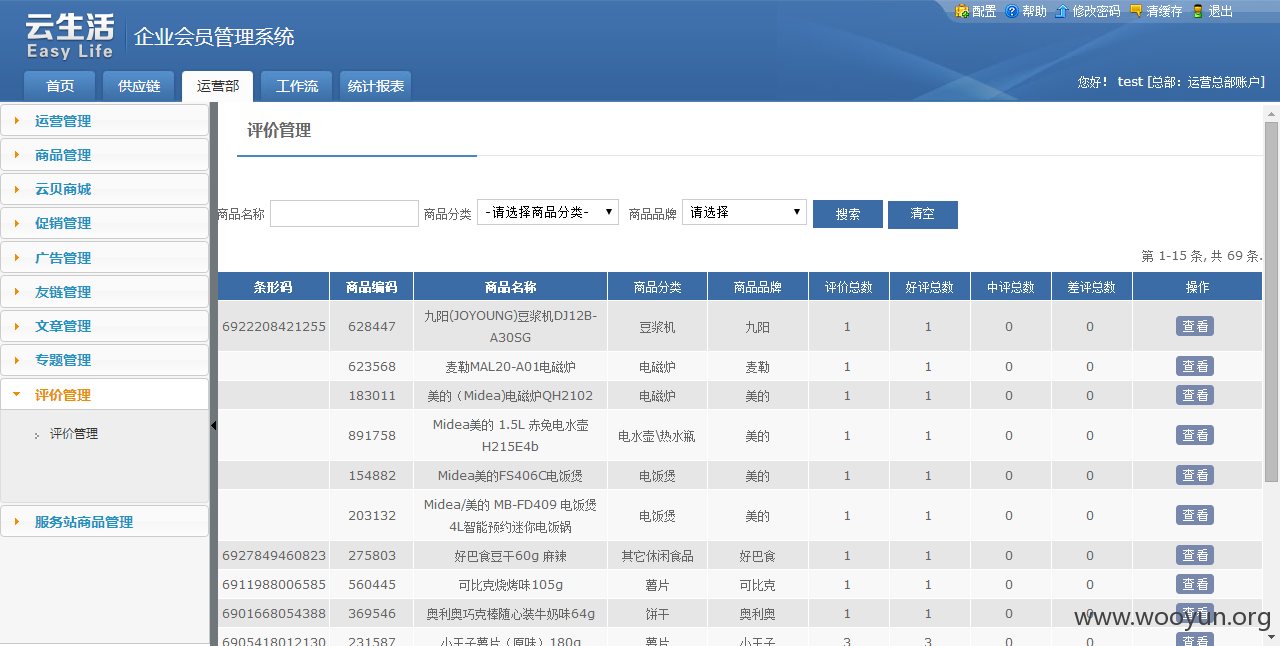 云生活
Easy Life
企业会员管理系统
配置 帮助 修改密码 清缓存 退出
首页 供应链 运营部 工作流 统计报表
您好！ test [总部：运营总部账户]
运营管理
商品管理
云贝商城
促销管理
广告管理
友链管理
文章管理
专题管理
评价管理
评价管理
服务站商品管理
评价管理
商品名称 商品分类 -请选择商品分类- 商品品牌 请选择 搜索 清空
第 1-15 条, 共 69 条.
条形码 商品编码 商品名称 商品分类 商品品牌 评价总数 好评总数 中评总数 差评总数 操作
6922208421255 628447 九阳(JOYOUNG)豆浆机DJ12B-A30SG 豆浆机 九阳 1 1 0 0 查看
623568 麦勒MAL20-A01电磁炉 电磁炉 麦勒 1 1 0 0 查看
183011 美的（Midea)电磁炉QH2102 电磁炉 美的 1 1 0 0 查看
891758 Midea美的 1.5L 赤兔电水壶H215E4b 电水壶\热水瓶 美的 1 1 0 0 查看
154882 Midea美的FS406C电饭煲 电饭煲 美的 1 1 0 0 查看
203132 Midea/美的 MB-FD409 电饭煲4L智能预约迷你电饭锅 电饭煲 美的 1 1 0 0 查看
6927849460823 275803 好巴食豆干60g 麻辣 其它休闲食品 好巴食 1 1 0 0 查看
6911988006585 560445 可比克烧烤味105g 薯片 可比克 1 1 0 0 查看
6901668054388 369546 奥利奥巧克棒随心装牛奶味64g 饼干 奥利奥 1 1 0 0 查看
6905418012130 231587 小王子薯片（原味）180g 薯片 小王子 3 3 0 0 查看
www.wooyun.org